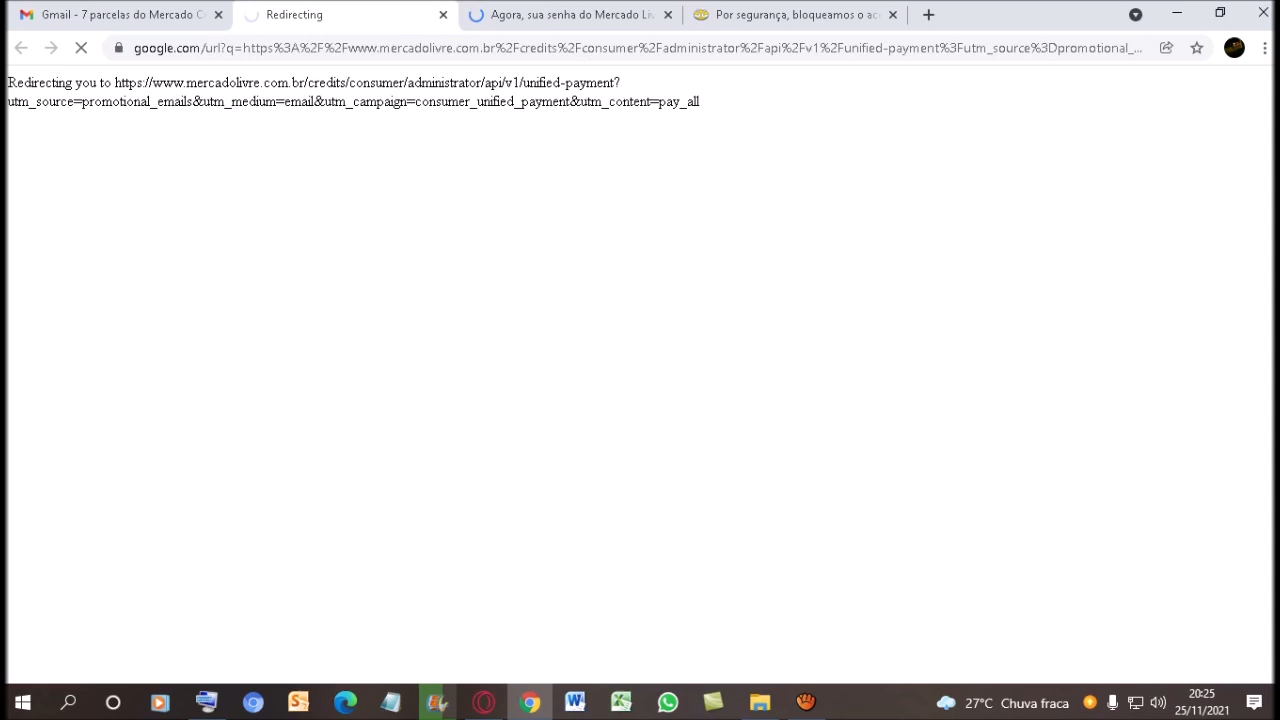 Gmail - 7 parcelas do Mercado C
Redirecting
Agora, sua senha do Mercado Liv
Por segurança, bloqueamos o ace
google.com/url?q=https%3A%2F%2Fwww.mercadolivre.com.br%2Fcredits%2Fconsumer%2Fadministrator%2Fapi%2Fv1%2Funified-payment%3Futm_source%3Dpromotional_...
Redirecting you to https://www.mercadolivre.com.br/credits/consumer/administrator/api/v1/unified-payment?
utm_source=promotional_emails&utm_medium=email&utm_campaign=consumer_unified_payment&utm_content=pay_all
27°C Chuva fraca
20:25
25/11/2021